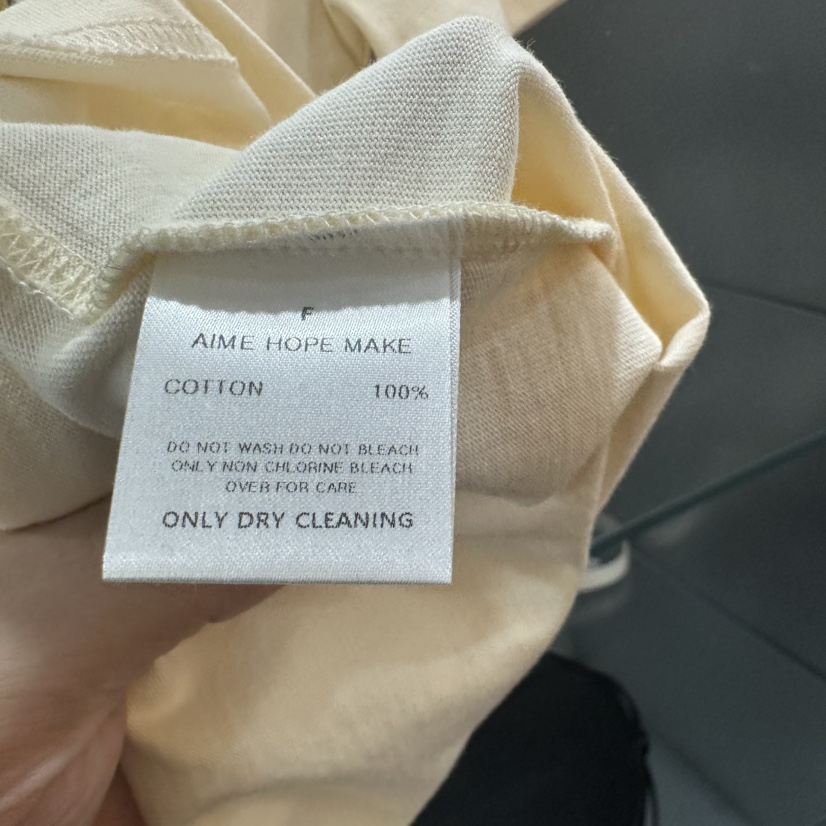 F
AIME HOPE MAKE
COTTON 100%
DO NOT WASH DO NOT BLEACH
ONLY NON CHLORINE BLEACH
OVER FOR CARE
ONLY DRY CLEANING